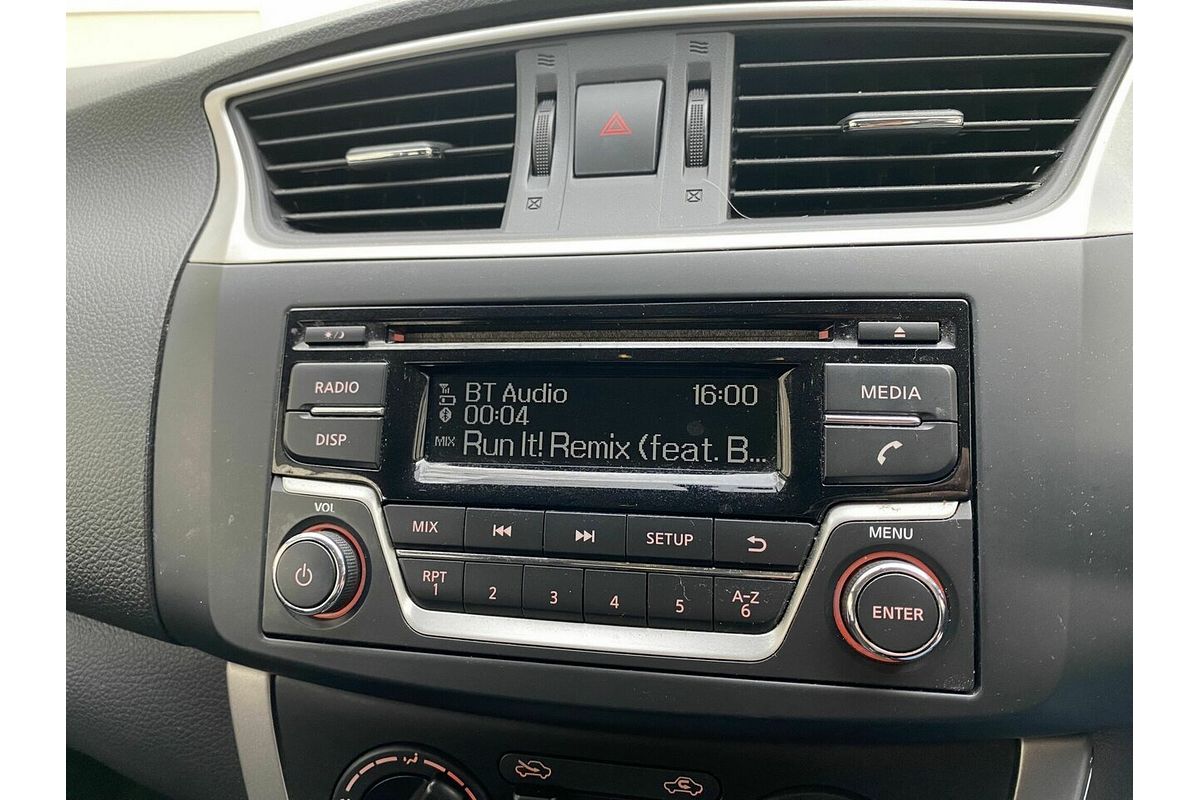 RADIO
DISP
BT Audio 16:00
00:04
MIX Run It! Remix (feat. B...
MEDIA
VOL
MIX
SETUP
MENU
RPT
1
2
3
4
5
A-Z
6
ENTER